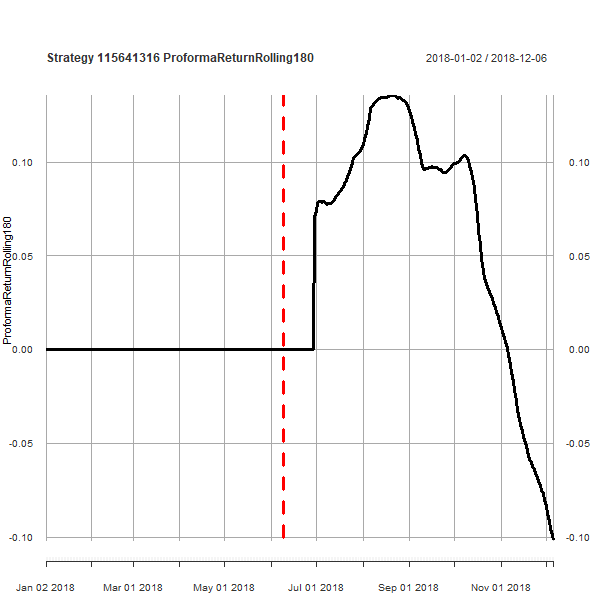 Strategy 115641316 ProformaReturnRolling180
2018-01-02 / 2018-12-06
ProformaReturnRolling180
0.10
0.05
0.00
-0.05
-0.10
0.10
0.05
0.00
-0.05
-0.10
Jan 02 2018
Mar 01 2018
May 01 2018
Jul 01 2018
Sep 01 2018
Nov 01 2018